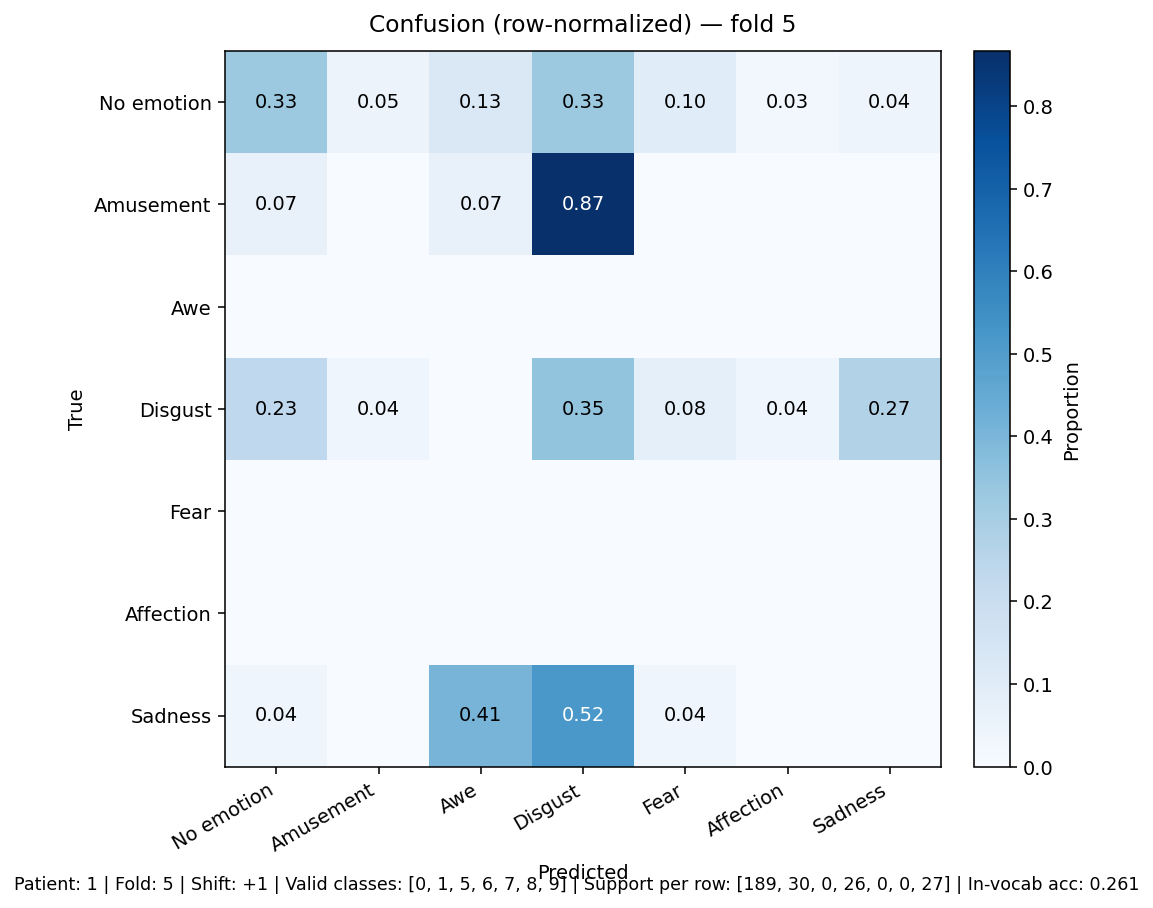 Confusion (row-normalized) — fold 5
No emotion 0.33 0.05 0.13 0.33 0.10 0.03 0.04
Amusement 0.07 0.07 0.87
Awe
Disgust 0.23 0.04 0.35 0.08 0.04 0.27
Fear
Affection
Sadness 0.04 0.41 0.52 0.04
True
No emotion Amusement Awe Disgust Fear Affection Sadness
Predicted
0.8
0.7
0.6
0.5
0.4
0.3
0.2
0.1
0.0
Proportion
Patient: 1 | Fold: 5 | Shift: +1 | Valid classes: [0, 1, 5, 6, 7, 8, 9] | Support per row: [189, 30, 0, 26, 0, 0, 27] | In-vocab acc: 0.261